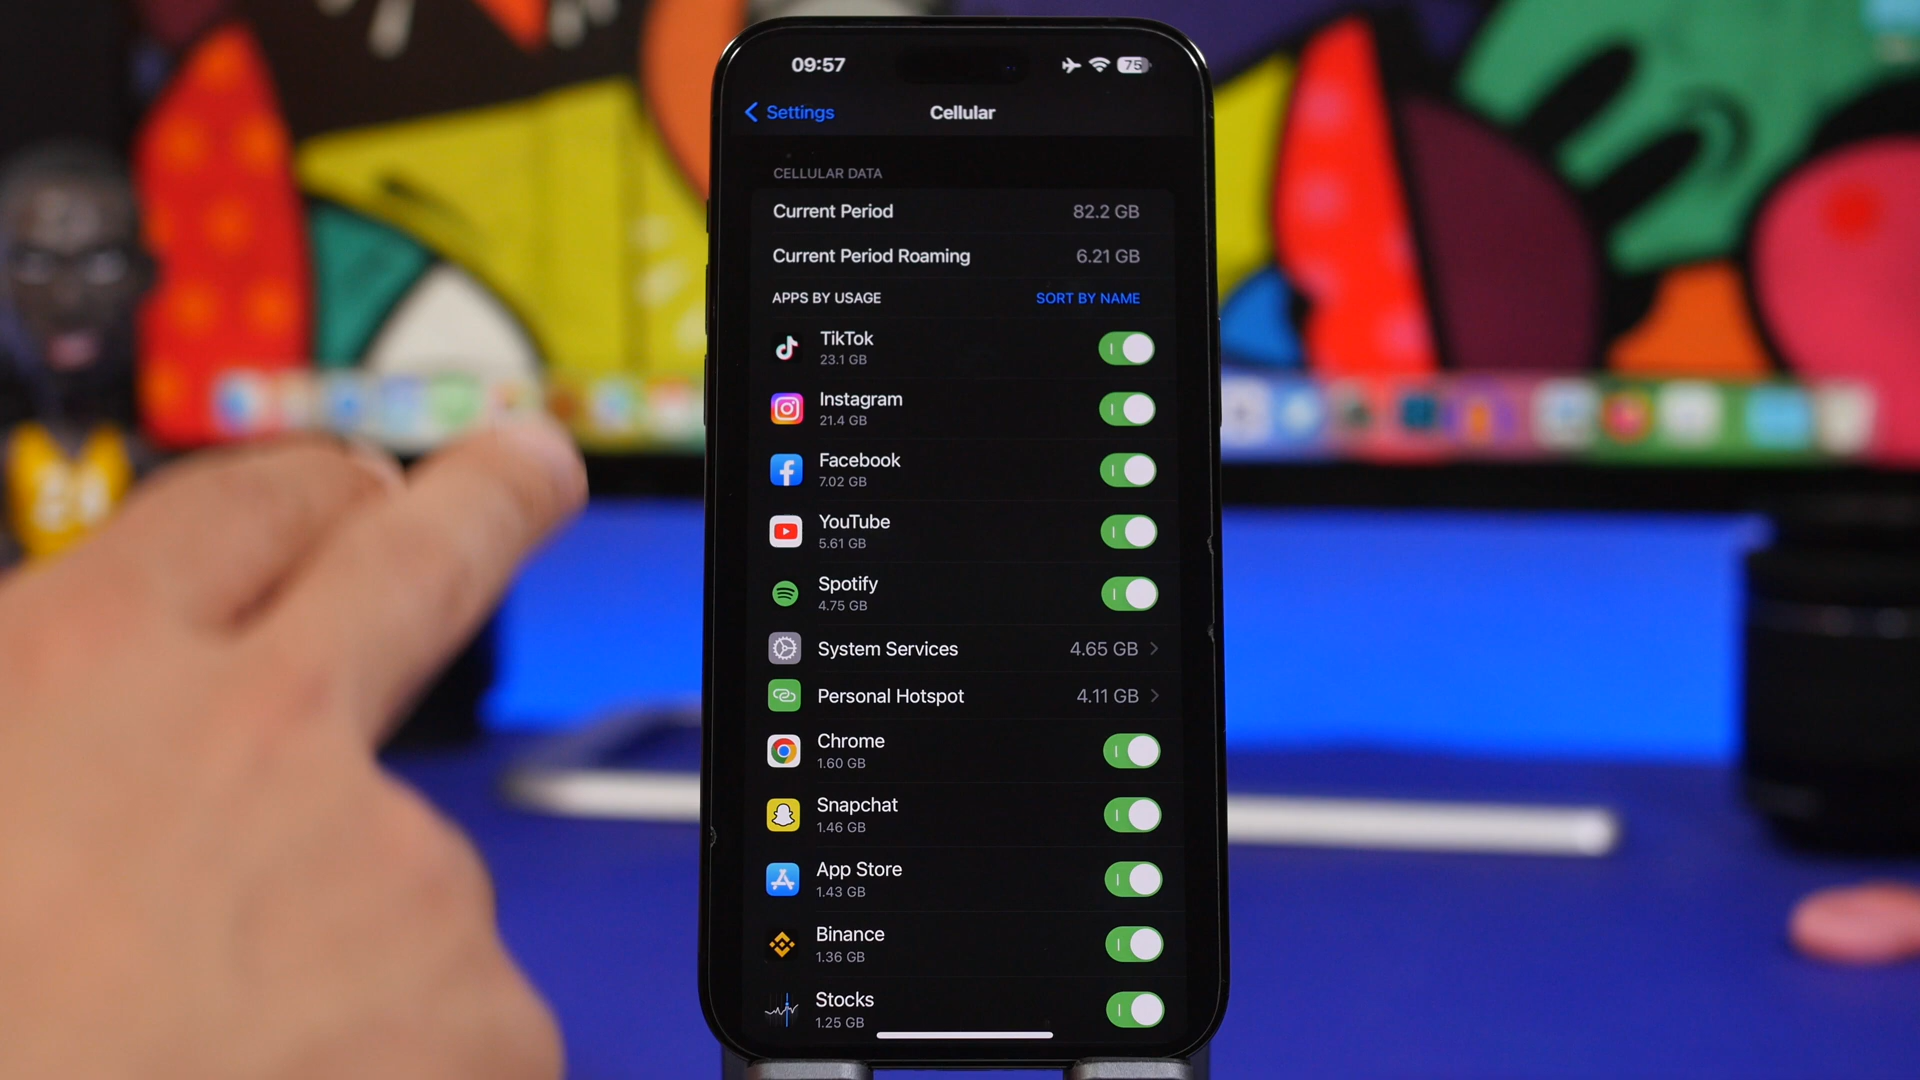 09:57
75
Settings
Cellular
CELLULAR DATA
Current Period 82.2 GB
Current Period Roaming 6.21 GB
APPS BY USAGE SORT BY NAME
TikTok
23.1 GB
Instagram
21.4 GB
Facebook
7.02 GB
YouTube
5.61 GB
Spotify
4.75 GB
System Services 4.65 GB
Personal Hotspot 4.11 GB
Chrome
1.60 GB
Snapchat
1.46 GB
App Store
1.43 GB
Binance
1.36 GB
Stocks
1.25 GB